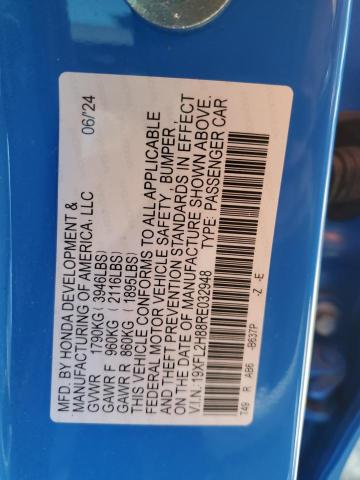 MFD. BY HONDA DEVELOPMENT & 06/'24
MANUFACTURING OF AMERICA, LLC
GVWR 1790KG (3946LBS)
GAWR F 960KG (2116LBS)
GAWR R 860KG (1895LBS)
THIS VEHICLE CONFORMS TO ALL APPLICABLE
FEDERAL MOTOR VEHICLE SAFETY, BUMPER,
AND THEFT PREVENTION STANDARDS IN EFFECT
ON THE DATE OF MANUFACTURE SHOWN ABOVE.
V.I.N.: 19XFL2H88RE032948 TYPE: PASSENGER CAR
T49 R AB6 -B637P -Z -E